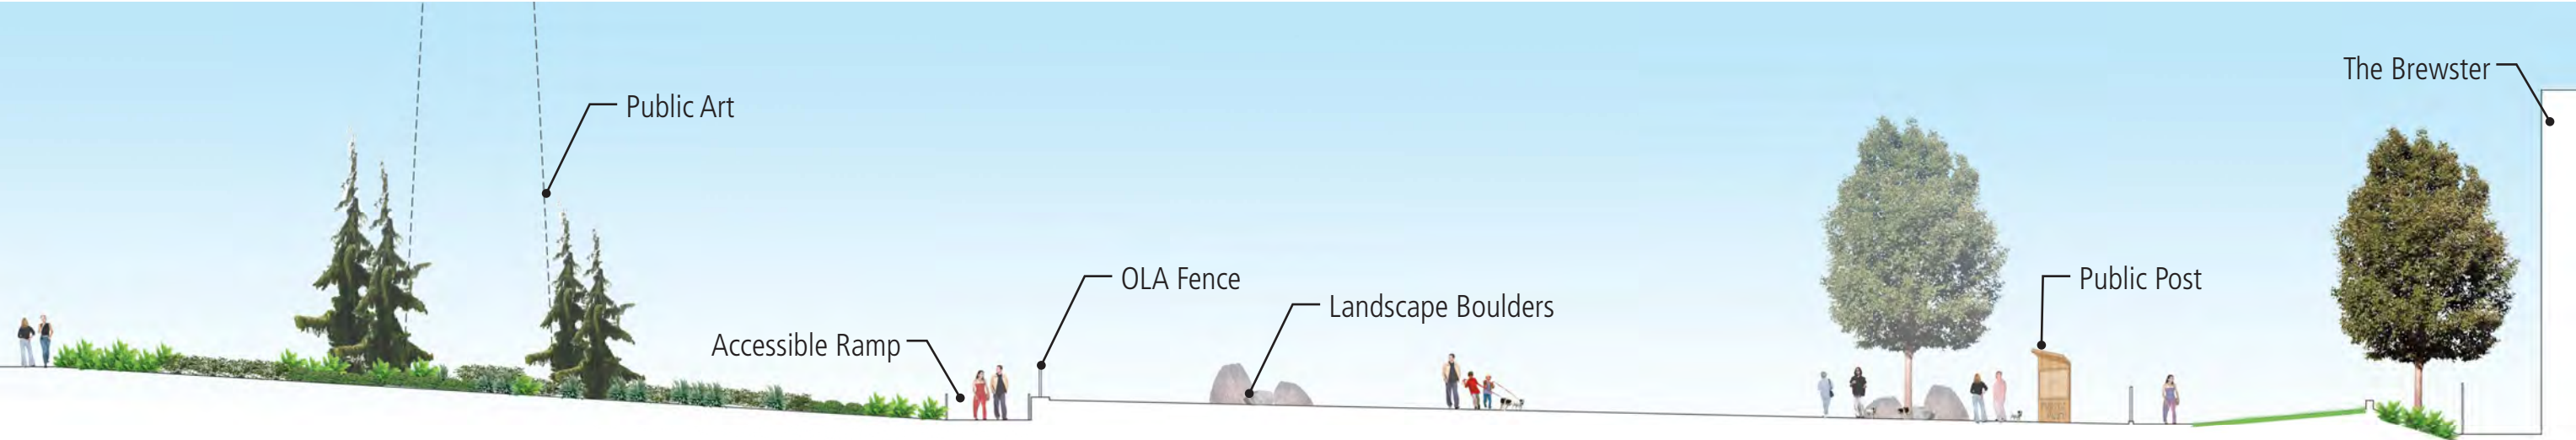 Public Art
Accessible Ramp
OLA Fence
Landscape Boulders
Public Post
The Brewster